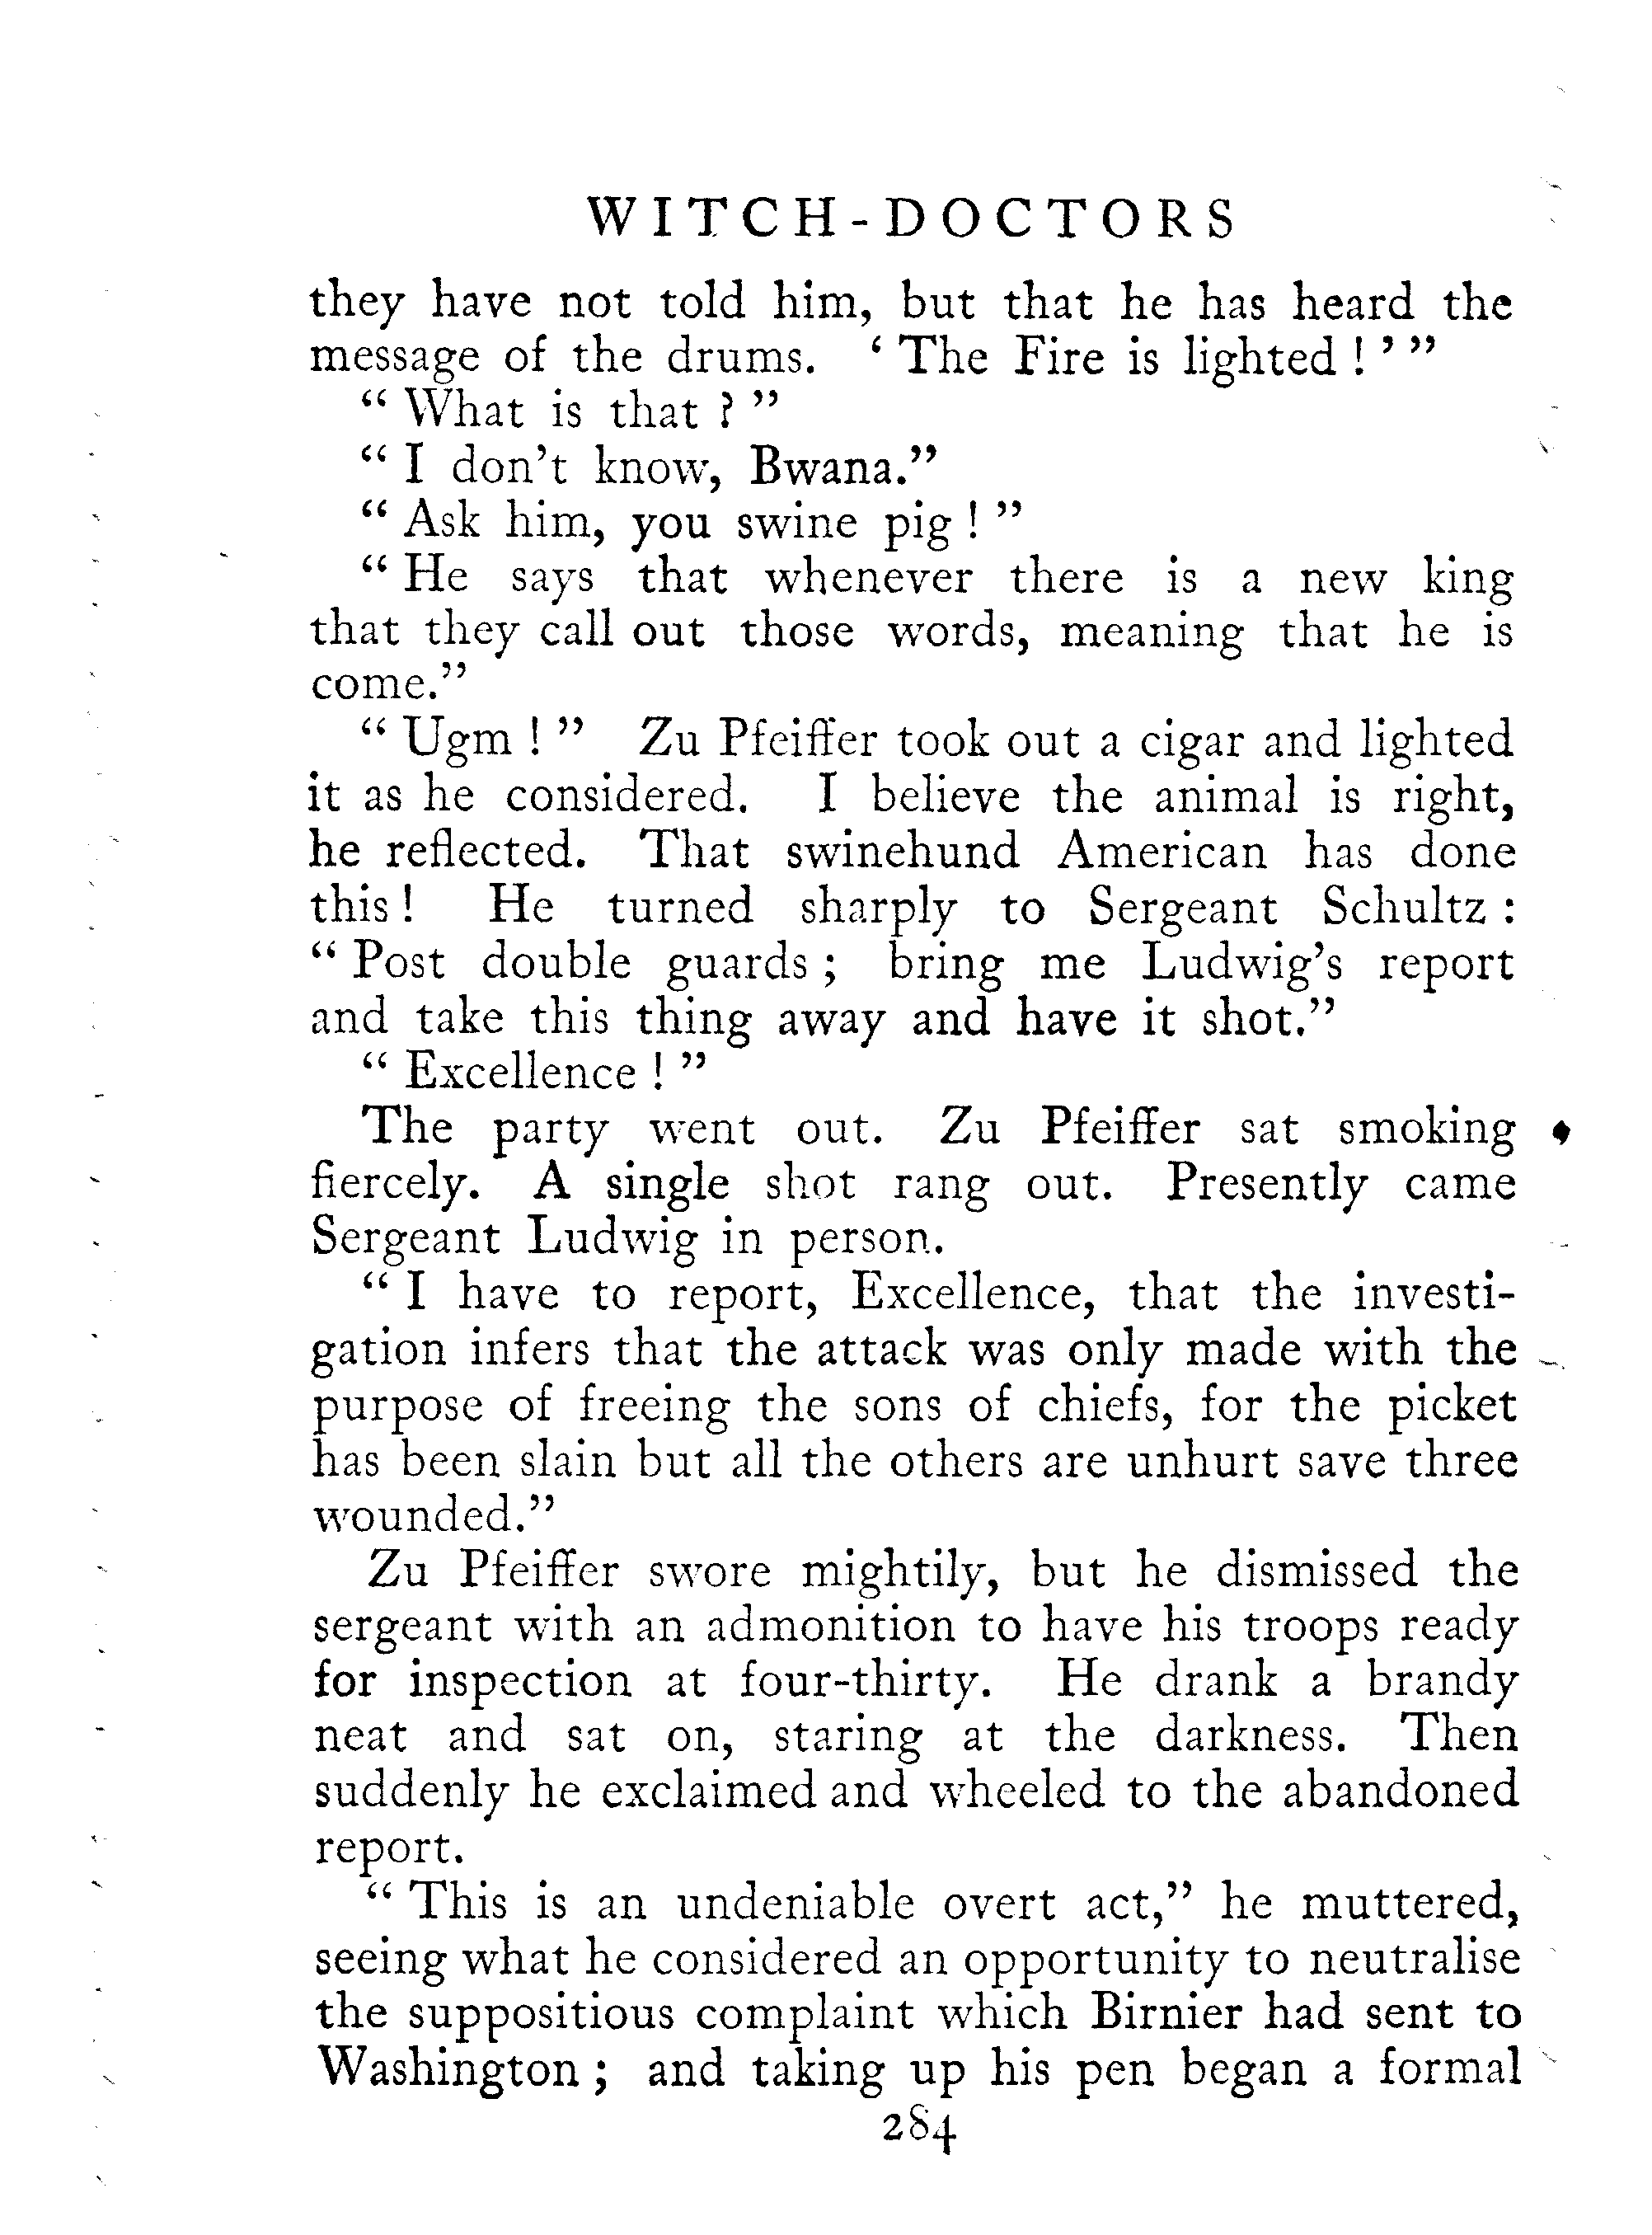 WITCH-DOCTORS
they have not told him, but that he has heard the
message of the drums. ‘ The Fire is lighted ! ’ ”
“ What is that ? ”
“ I don’t know, Bwana.”
“ Ask him, you swine pig ! ”
“ He says that whenever there is a new king
that they call out those words, meaning that he is
come.”
“ Ugm ! ” Zu Pfeiffer took out a cigar and lighted
it as he considered. I believe the animal is right,
he reflected. That swinehund American has done
this ! He turned sharply to Sergeant Schultz :
“ Post double guards ; bring me Ludwig’s report
and take this thing away and have it shot.”
“ Excellence ! ”
The party went out. Zu Pfeiffer sat smoking
fiercely. A single shot rang out. Presently came
Sergeant Ludwig in person.
“ I have to report, Excellence, that the investi-
gation infers that the attack was only made with the
purpose of freeing the sons of chiefs, for the picket
has been slain but all the others are unhurt save three
wounded.”
Zu Pfeiffer swore mightily, but he dismissed the
sergeant with an admonition to have his troops ready
for inspection at four-thirty. He drank a brandy
neat and sat on, staring at the darkness. Then
suddenly he exclaimed and wheeled to the abandoned
report.
“ This is an undeniable overt act,” he muttered,
seeing what he considered an opportunity to neutralise
the suppositious complaint which Birnier had sent to
Washington ; and taking up his pen began a formal
284